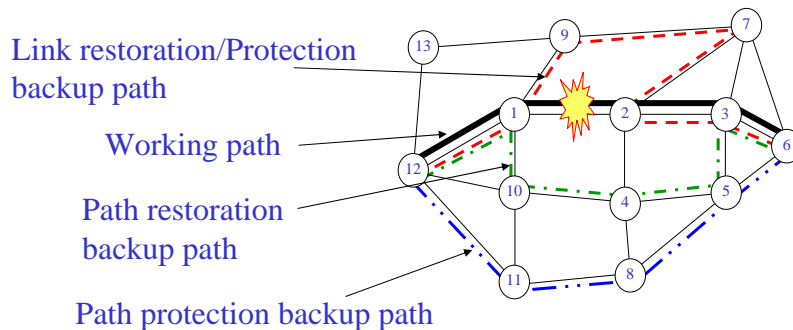 Link restoration/Protection
backup path
Working path
Path restoration
backup path
Path protection backup path
13
9
7
1
2
3
6
12
10
4
5
11
8